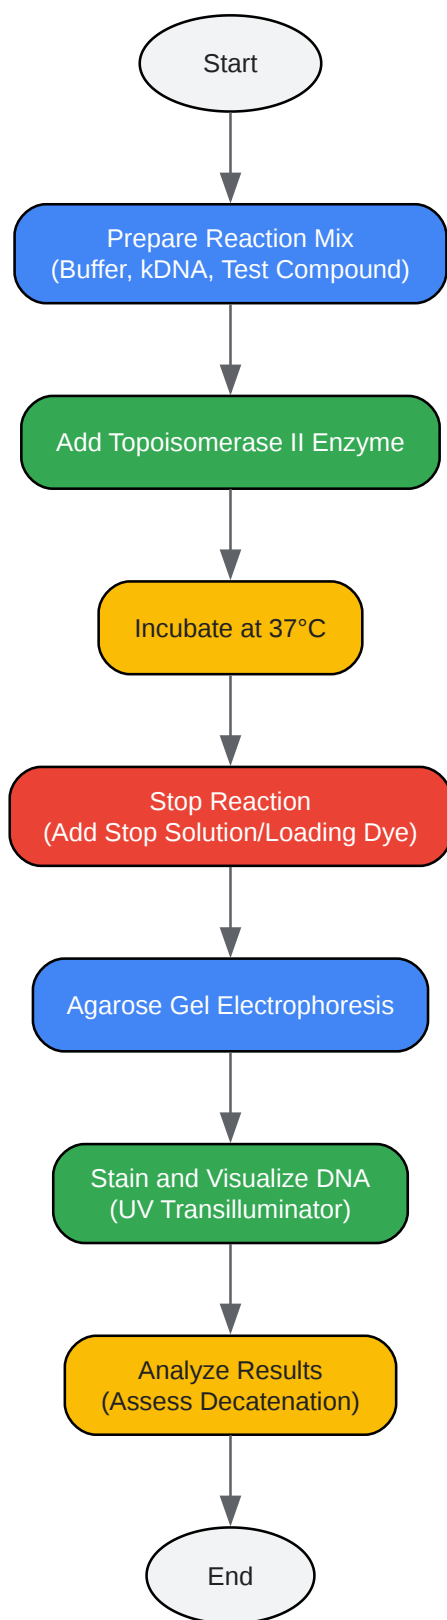 Start
Prepare Reaction Mix
(Buffer, kDNA, Test Compound)
Add Topoisomerase II Enzyme
Incubate at 37°C
Stop Reaction
(Add Stop Solution/Loading Dye)
Agarose Gel Electrophoresis
Stain and Visualize DNA
(UV Transilluminator)
Analyze Results
(Assess Decatenation)
End